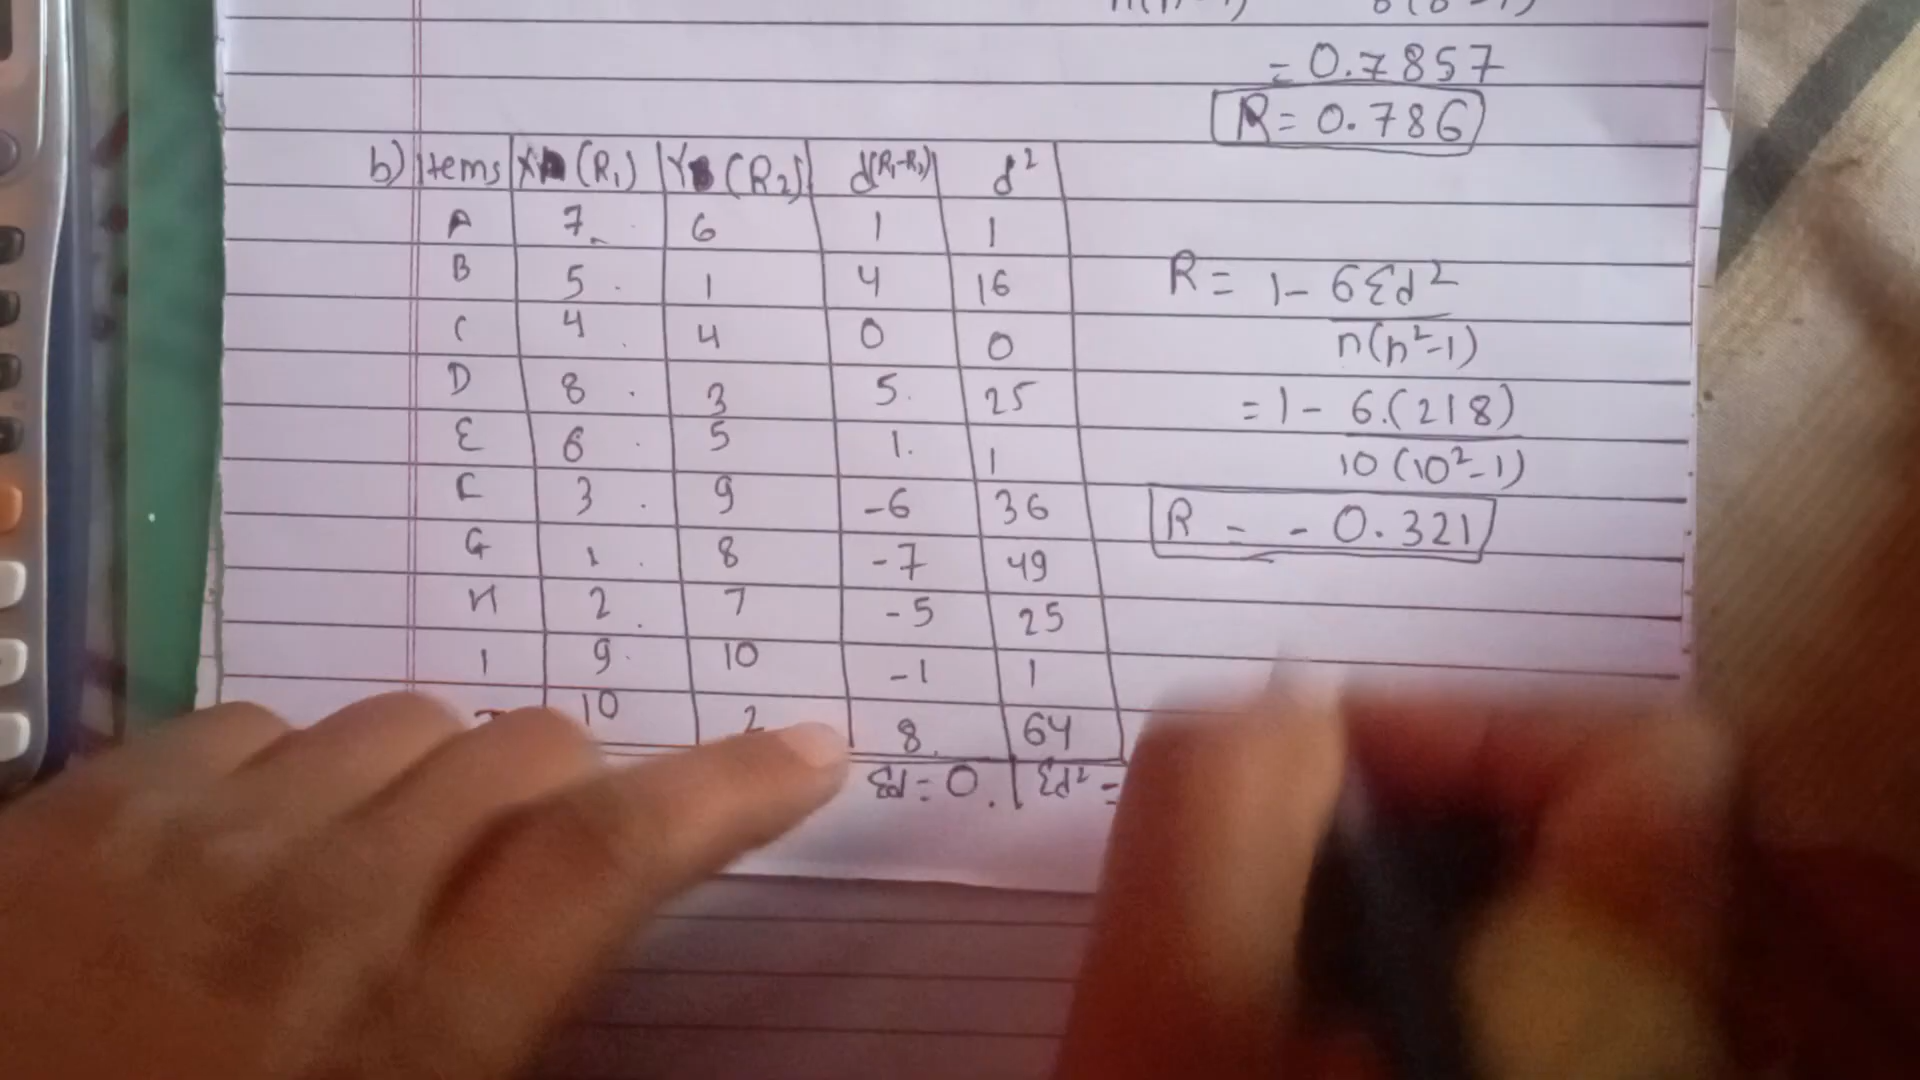 = 0.7857
R = 0.786
b) Items X (R₁) Y (R₂) d(R₁-R₂) d²
A 7 6 1 1
B 5 1 4 16
C 4 4 0 0
D 8 3 5 25
E 6 5 1 1
F 3 9 -6 36
G 1 8 -7 49
H 2 7 -5 25
I 9 10 -1 1
10 2 8 64
Σd = 0 Σd² =
R = 1 - 6Σd²
n(n²-1)
= 1 - 6.(218)
10(10²-1)
R = - 0.321